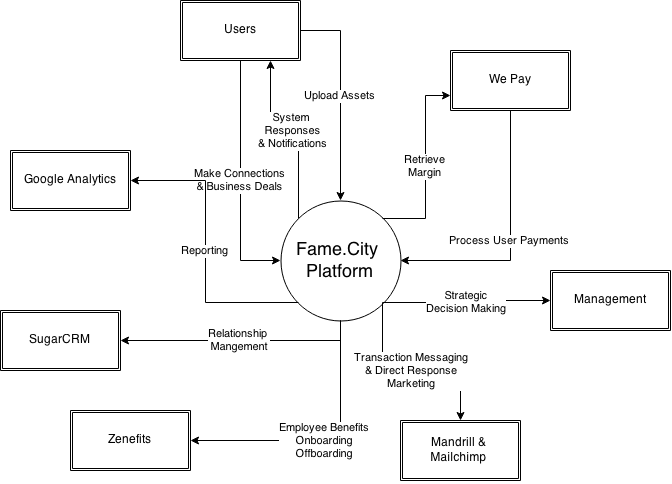 Users
We Pay
Upload Assets
System
Responses
& Notifications
Retrieve
Margin
Google Analytics
Make Connections
& Business Deals
Reporting
Fame.City
Platform
Process User Payments
Strategic
Decision Making
Management
SugarCRM
Relationship
Mangement
Transaction Messaging
& Direct Response
Marketing
Zenefits
Employee Benefits
Onboarding
Offboarding
Mandrill &
Mailchimp